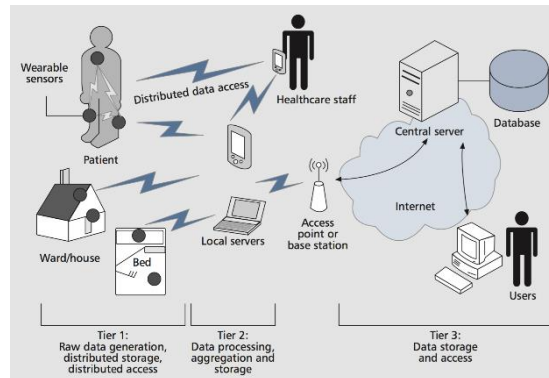 Wearable
sensors
Patient
Distributed data access
Healthcare staff
Central server
Database
Ward/house
Bed
Local servers
Access
point or
base station
Internet
Users
Tier 1:
Raw data generation,
distributed storage,
distributed access
Tier 2:
Data processing,
aggregation and
storage
Tier 3:
Data storage
and access